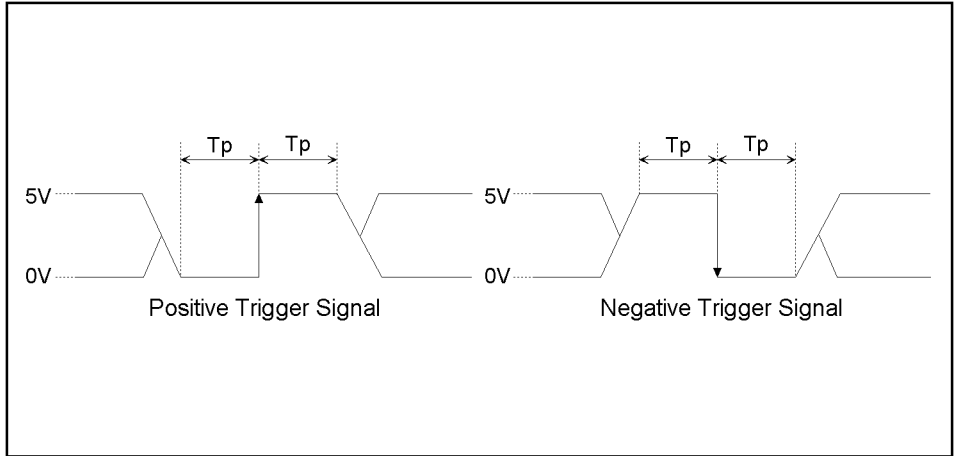 Tp Tp
5V
0V
Positive Trigger Signal
Tp Tp
5V
0V
Negative Trigger Signal